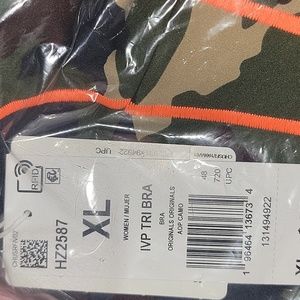 UPC
RFID
HZ2587
XL
WOMEN / MUJER
IVP TRI BRA
BRA
ORIGINALS ORIGINALS
AOP CAMO
48
720
UPC
1 96464 13673 4
131494922